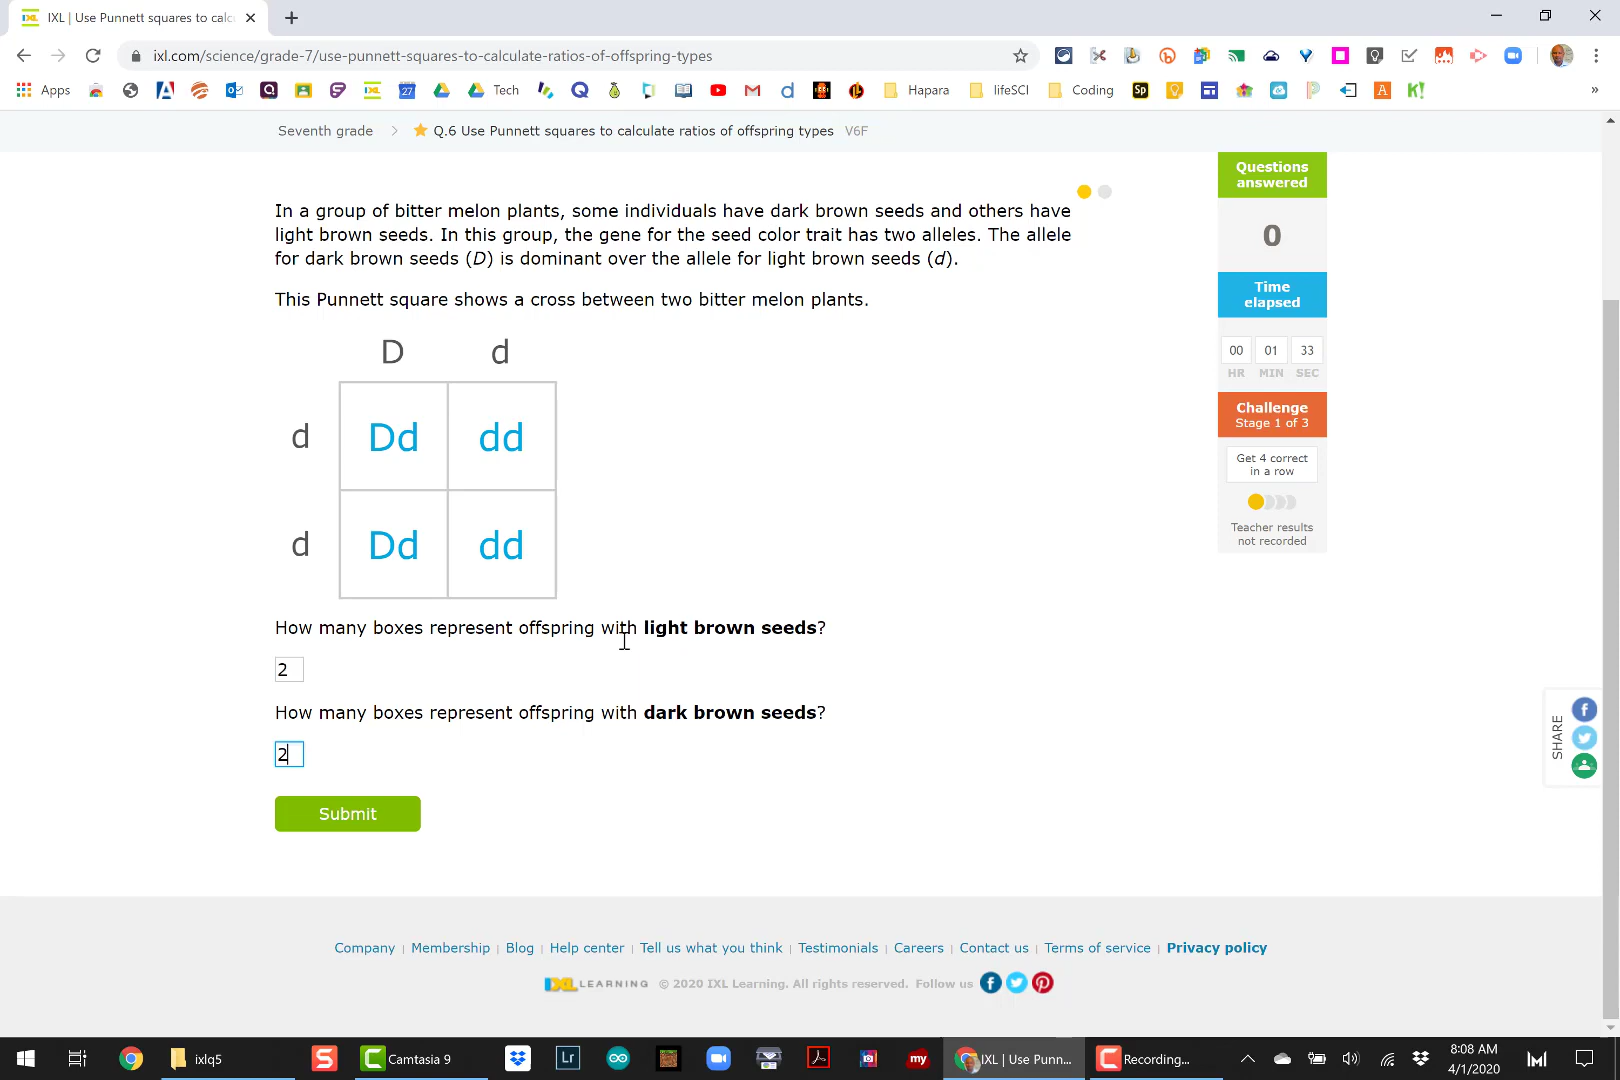 IXL | Use Punnett squares to calc
ixl.com/science/grade-7/use-punnett-squares-to-calculate-ratios-of-offspring-types
Apps
27
Tech
Hapara
lifeSCI
Coding
Sp
K!
»
Seventh grade > Q.6 Use Punnett squares to calculate ratios of offspring types V6F
In a group of bitter melon plants, some individuals have dark brown seeds and others have
light brown seeds. In this group, the gene for the seed color trait has two alleles. The allele
for dark brown seeds (D) is dominant over the allele for light brown seeds (d).
This Punnett square shows a cross between two bitter melon plants.
D d
d Dd dd
d Dd dd
How many boxes represent offspring with light brown seeds?
2
How many boxes represent offspring with dark brown seeds?
2
Submit
Questions
answered
0
Time
elapsed
00 01 33
HR MIN SEC
Challenge
Stage 1 of 3
Get 4 correct
in a row
Teacher results
not recorded
SHARE
Company | Membership | Blog | Help center | Tell us what you think | Testimonials | Careers | Contact us | Terms of service | Privacy policy
IXL LEARNING © 2020 IXL Learning. All rights reserved. Follow us
ixlq5
Camtasia 9
Lr
my
IXL | Use Punn...
Recording...
8:08 AM
4/1/2020